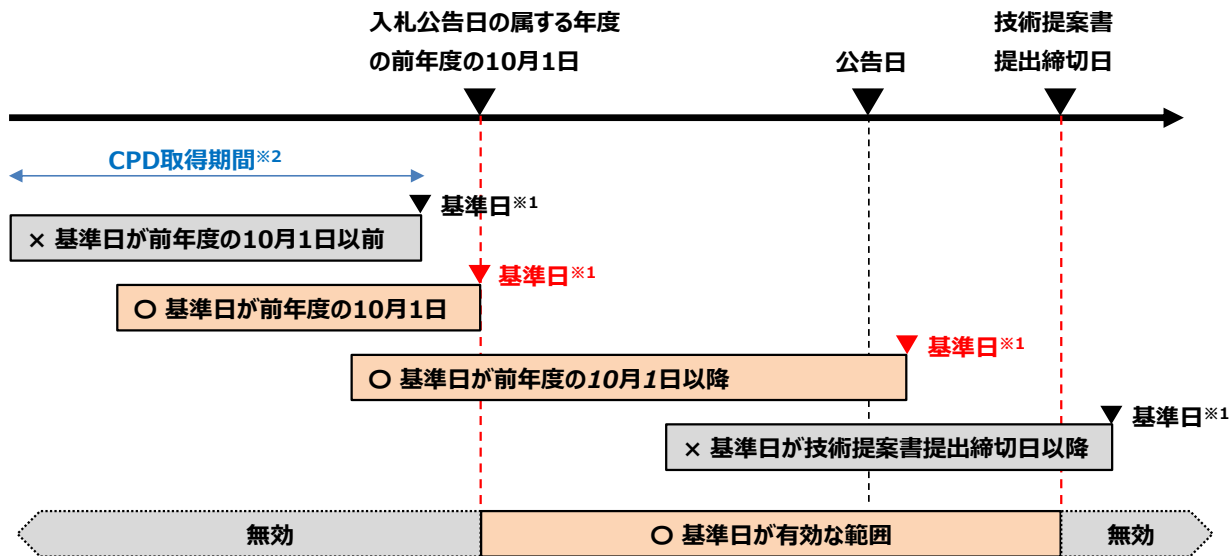 入札公告日の属する年度
の前年度の10月1日
公告日
技術提案書
提出締切日
CPD取得期間※2
基準日※1
× 基準日が前年度の10月1日以前
基準日※1
〇 基準日が前年度の10月1日
基準日※1
〇 基準日が前年度の10月1日以降
基準日※1
× 基準日が技術提案書提出締切日以降
無効
〇 基準日が有効な範囲
無効